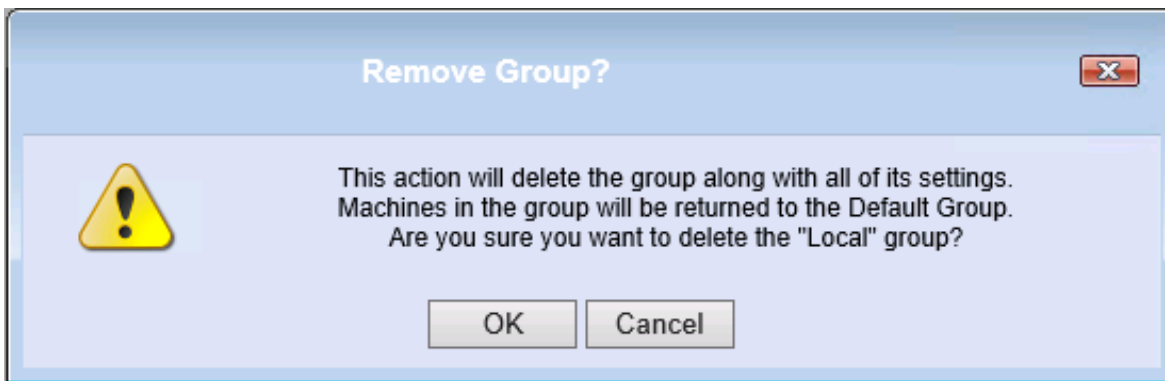 Remove Group?
This action will delete the group along with all of its settings.
Machines in the group will be returned to the Default Group.
Are you sure you want to delete the "Local" group?
OK
Cancel